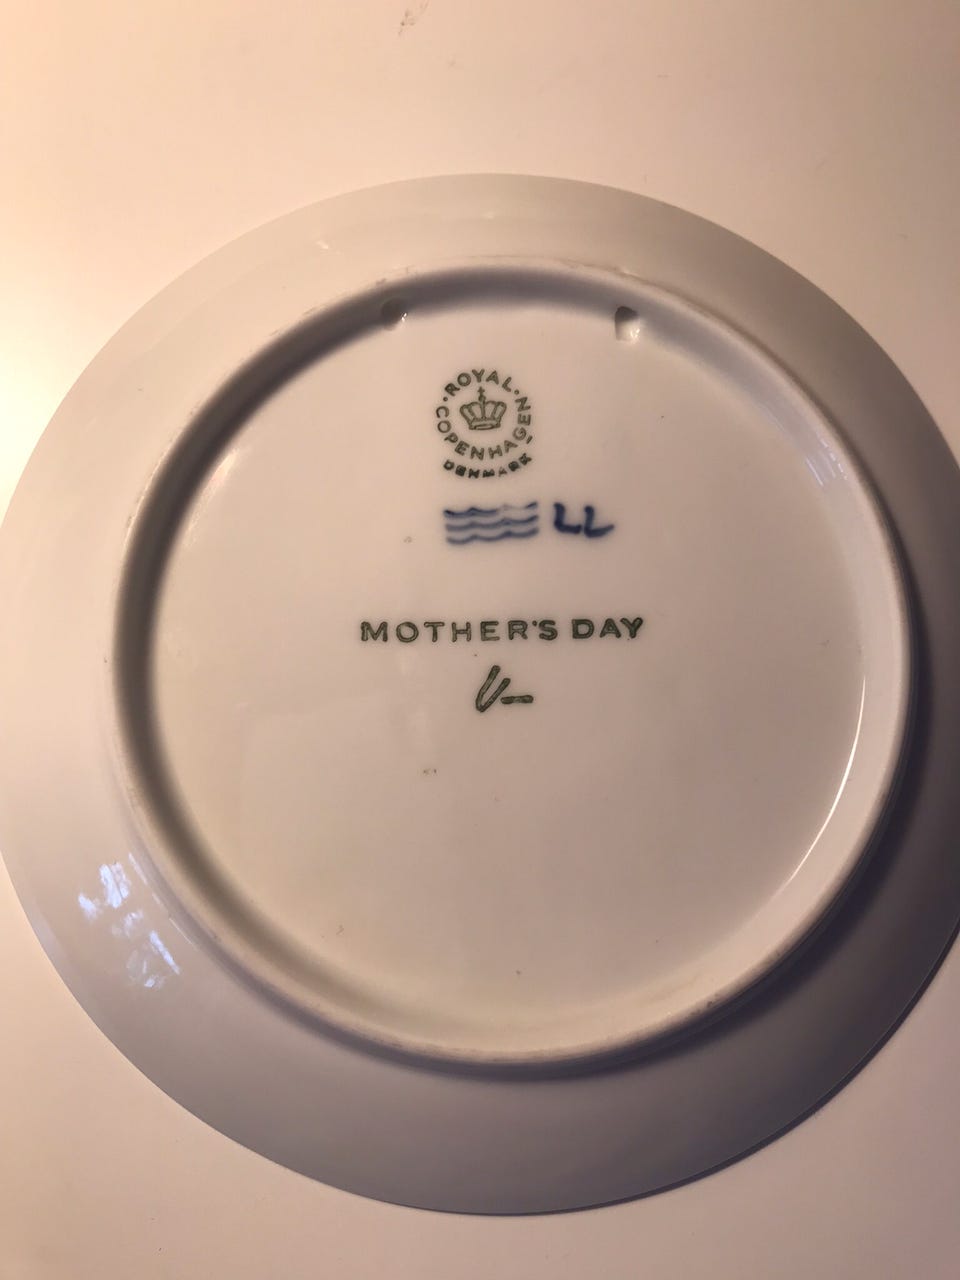 ROYAL
COPENHAGEN
DENMARK
LL
MOTHER'S DAY